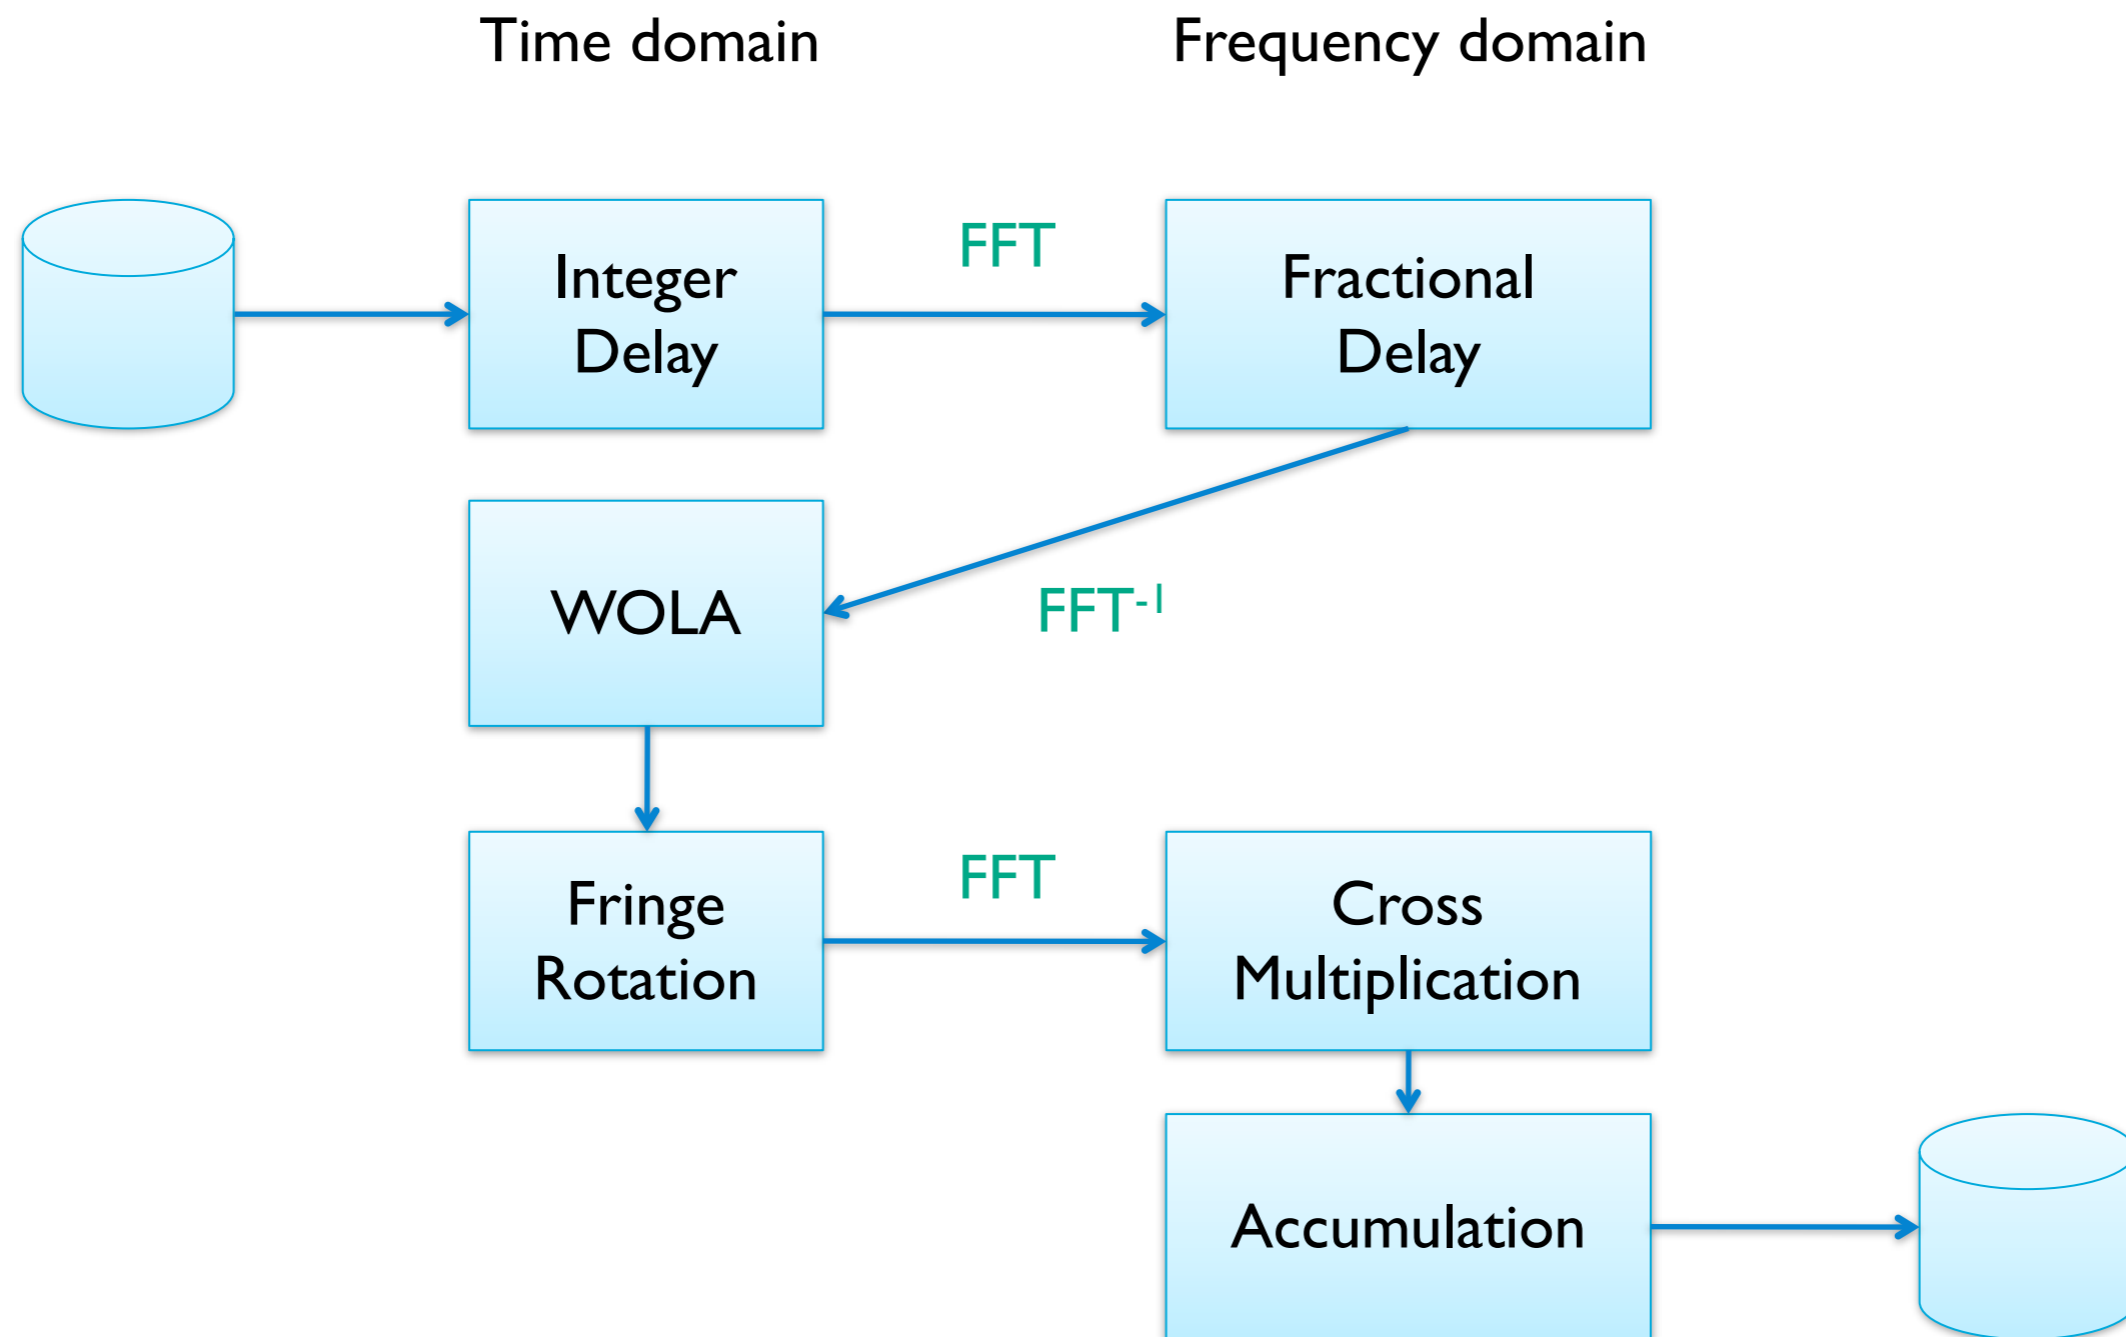 Time domain
Frequency domain
Integer
Delay
FFT
Fractional
Delay
WOLA
FFT-1
Fringe
Rotation
FFT
Cross
Multiplication
Accumulation